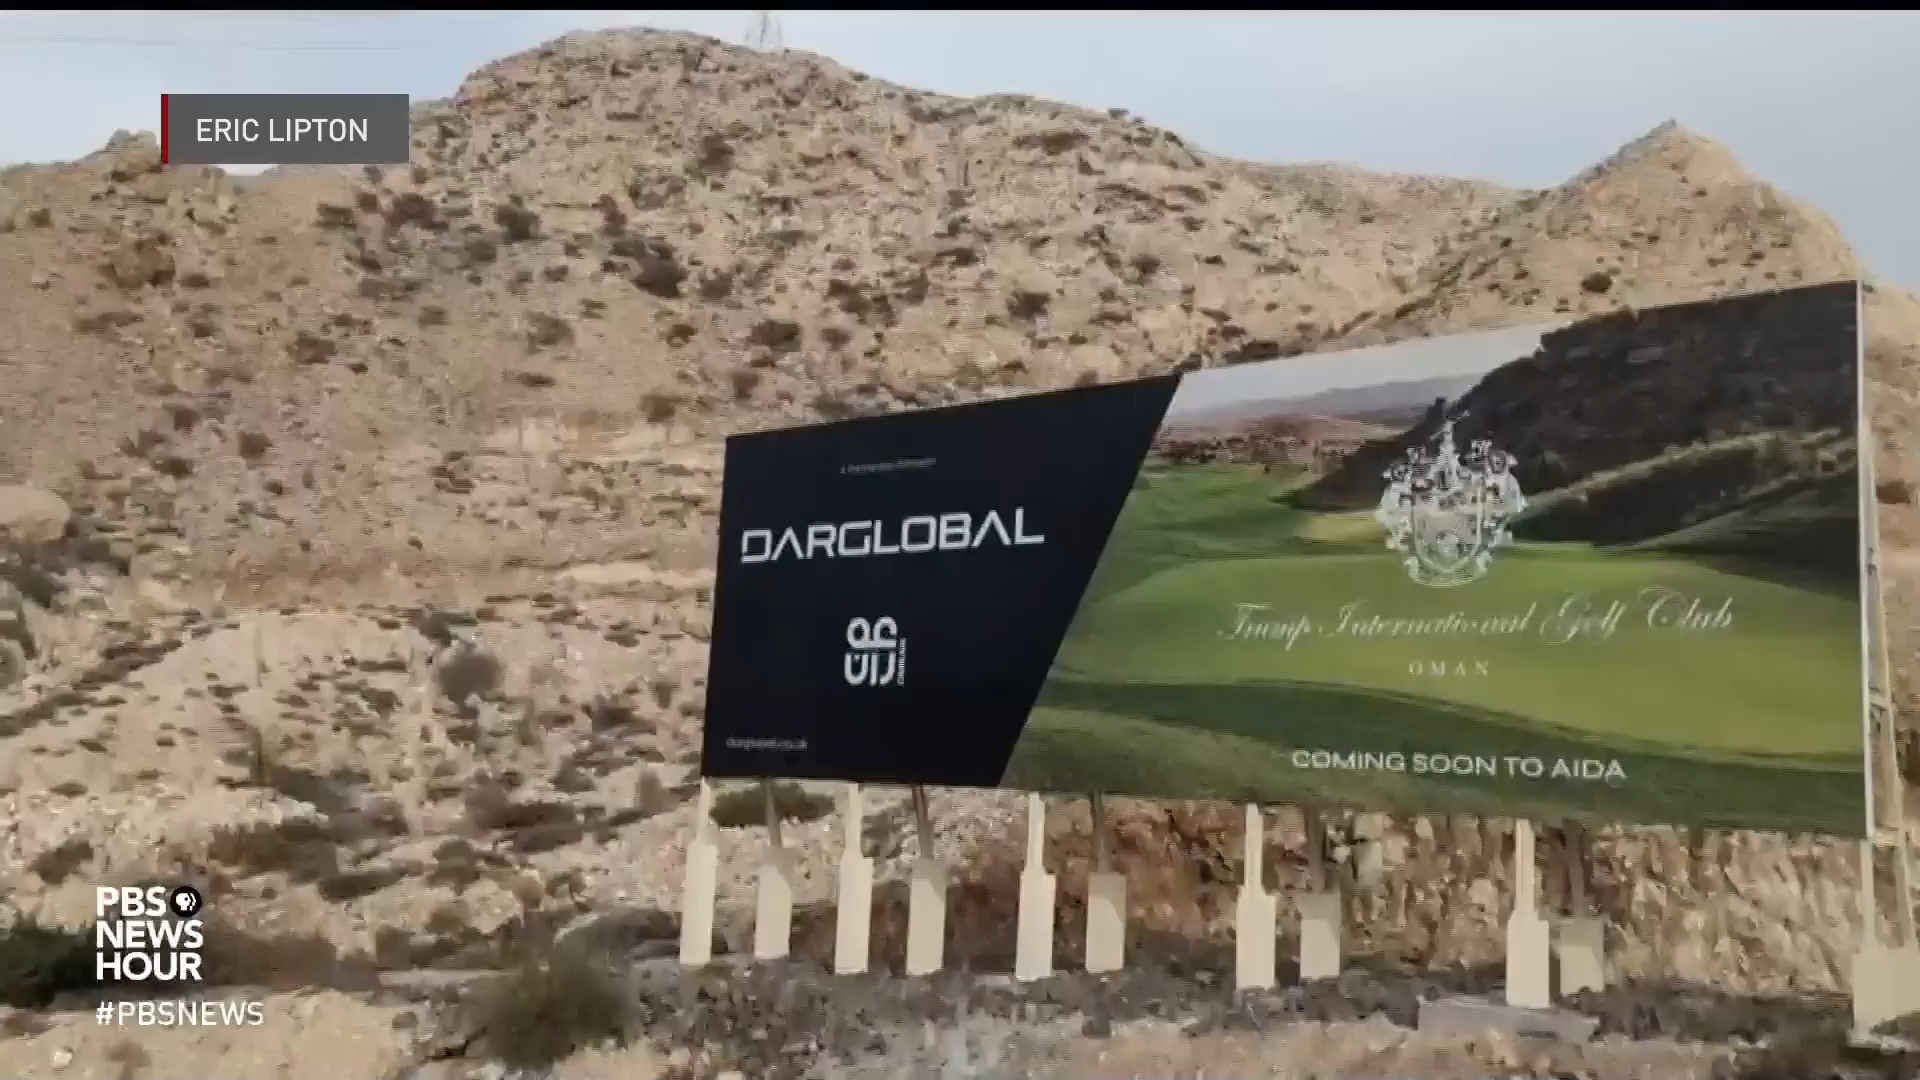 ERIC LIPTON
DARGLOBAL
Trump International Golf Club
OMAN
COMING SOON TO AIDA
PBS
NEWS
HOUR
#PBSNEWS